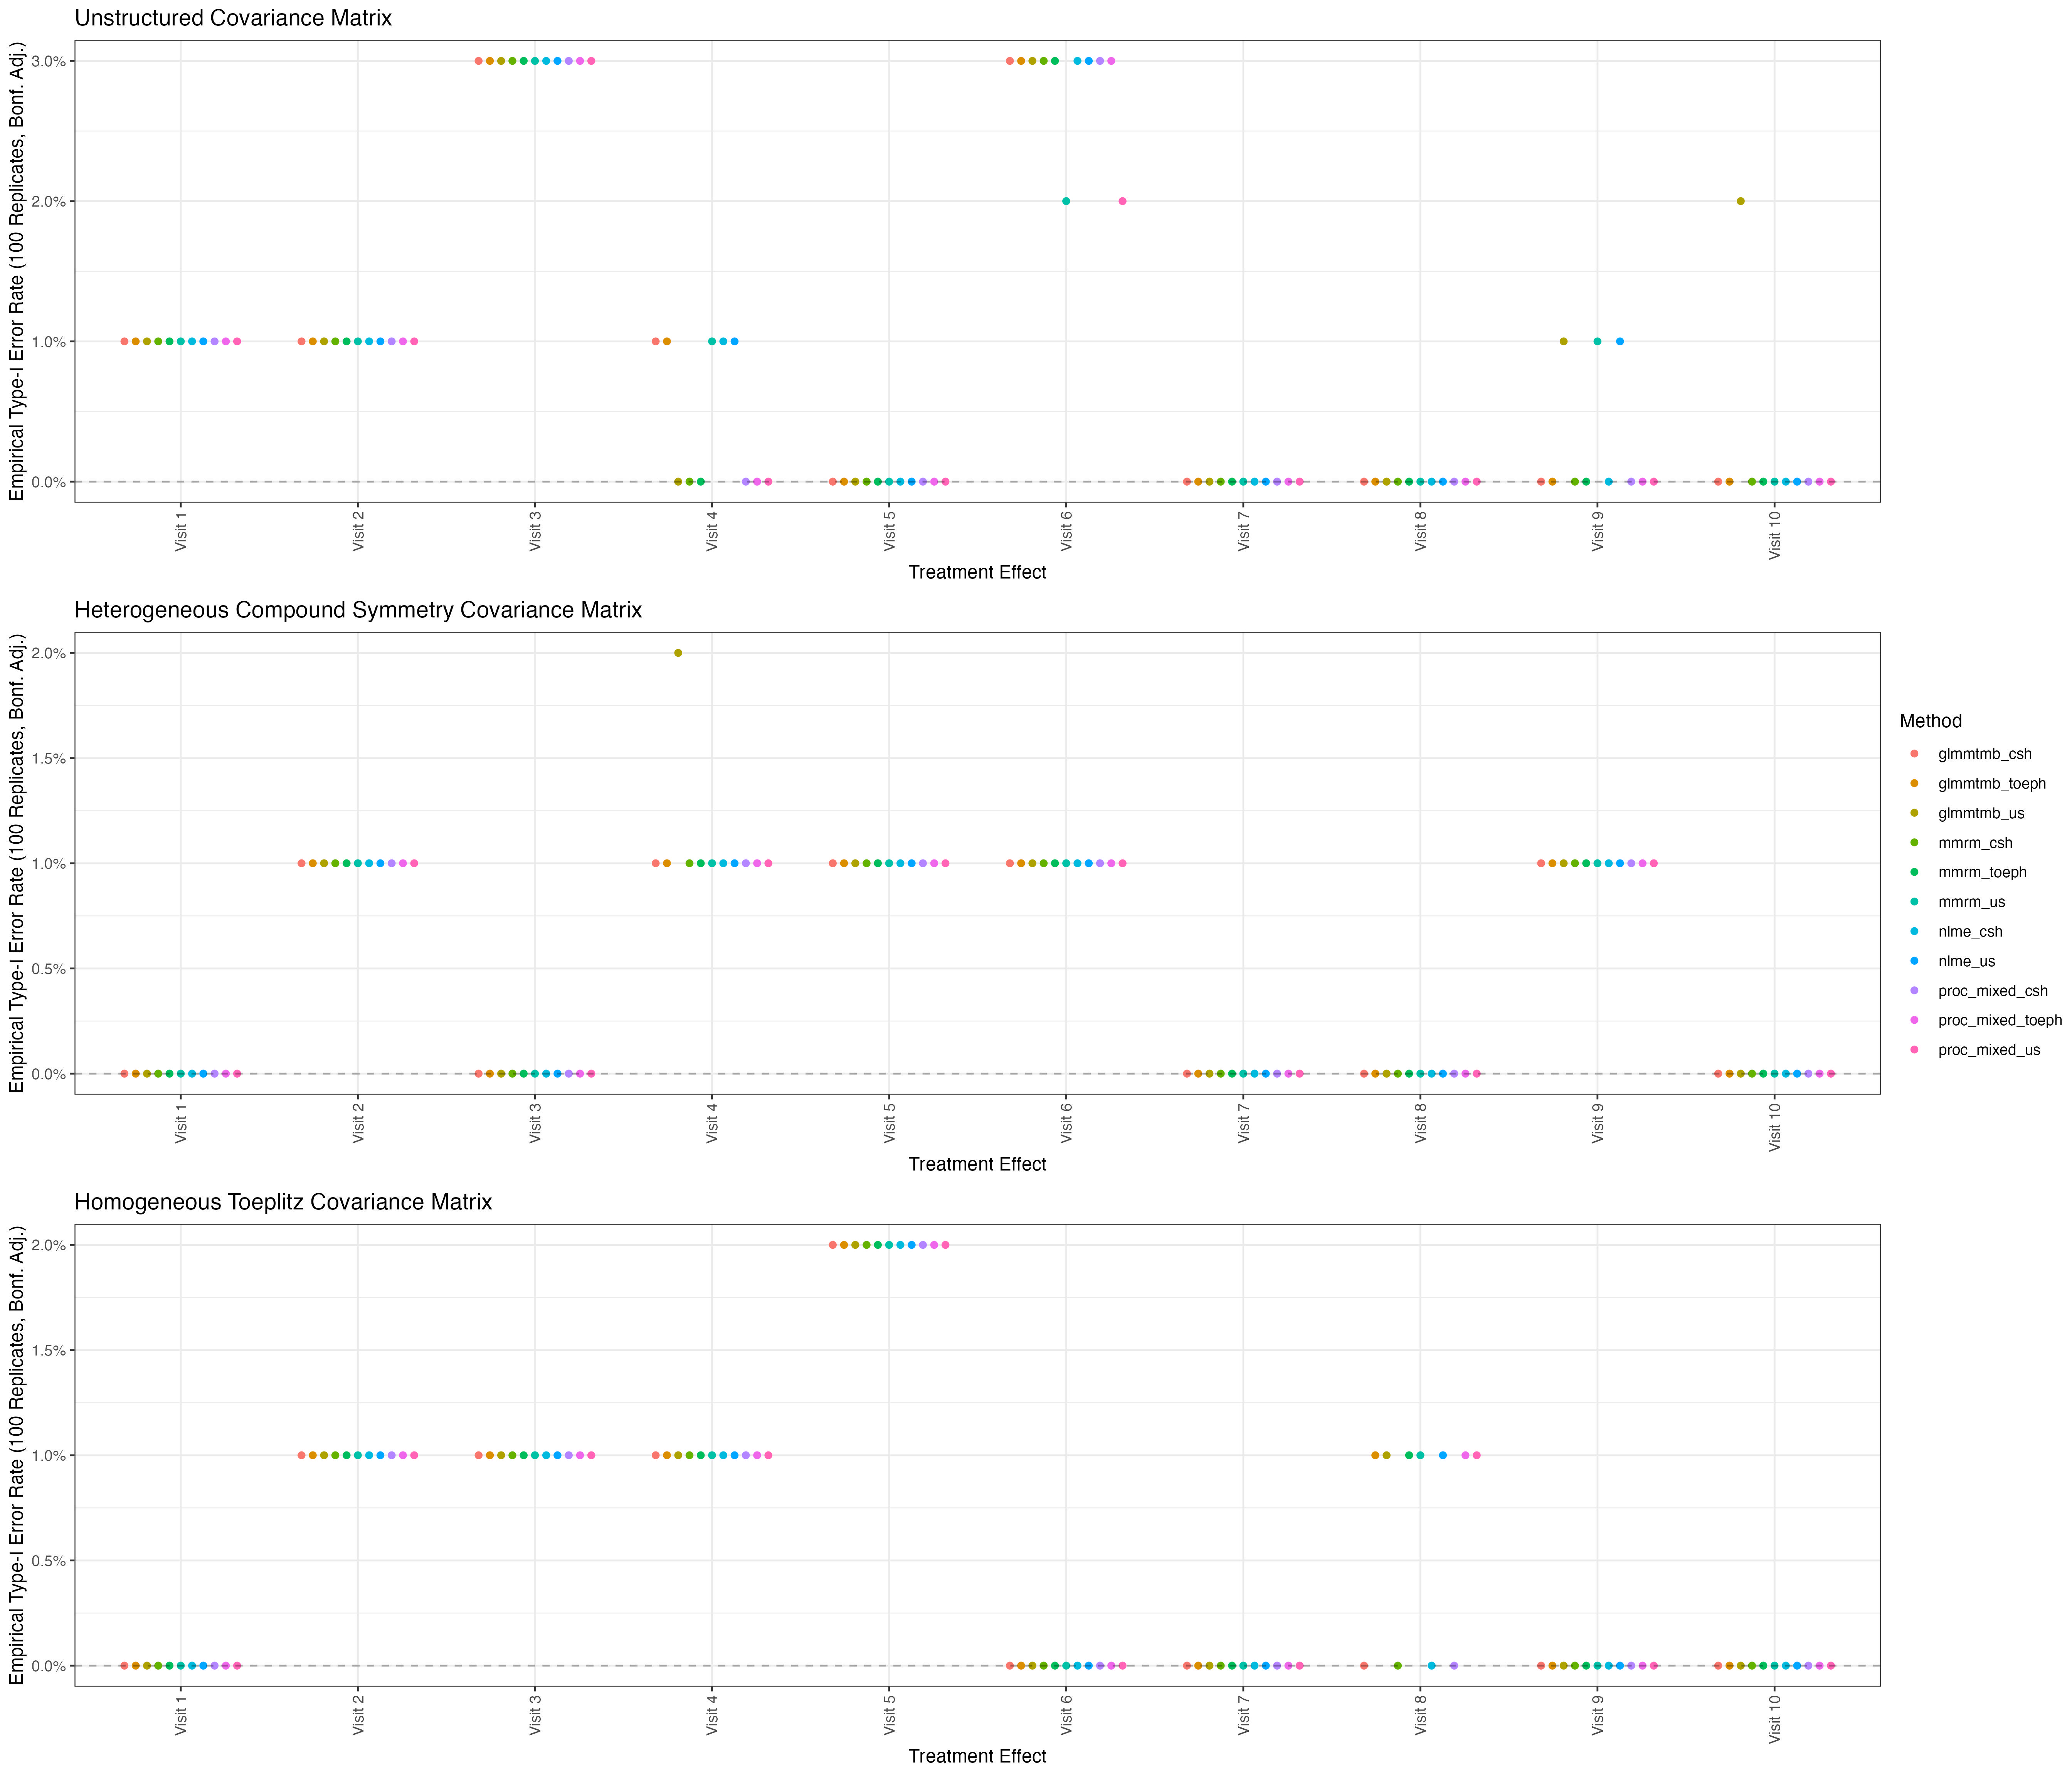 Unstructured Covariance Matrix
Empirical Type-I Error Rate (100 Replicates, Bonf. Adj.)
3.0%
2.0%
1.0%
0.0%
Visit 1
Visit 2
Visit 3
Visit 4
Visit 5
Visit 6
Visit 7
Visit 8
Visit 9
Visit 10
Treatment Effect
Heterogeneous Compound Symmetry Covariance Matrix
Empirical Type-I Error Rate (100 Replicates, Bonf. Adj.)
2.0%
1.5%
1.0%
0.5%
0.0%
Visit 1
Visit 2
Visit 3
Visit 4
Visit 5
Visit 6
Visit 7
Visit 8
Visit 9
Visit 10
Treatment Effect
Homogeneous Toeplitz Covariance Matrix
Empirical Type-I Error Rate (100 Replicates, Bonf. Adj.)
2.0%
1.5%
1.0%
0.5%
0.0%
Visit 1
Visit 2
Visit 3
Visit 4
Visit 5
Visit 6
Visit 7
Visit 8
Visit 9
Visit 10
Treatment Effect
Method
glmmtmb_csh
glmmtmb_toeph
glmmtmb_us
mmrm_csh
mmrm_toeph
mmrm_us
nlme_csh
nlme_us
proc_mixed_csh
proc_mixed_toeph
proc_mixed_us